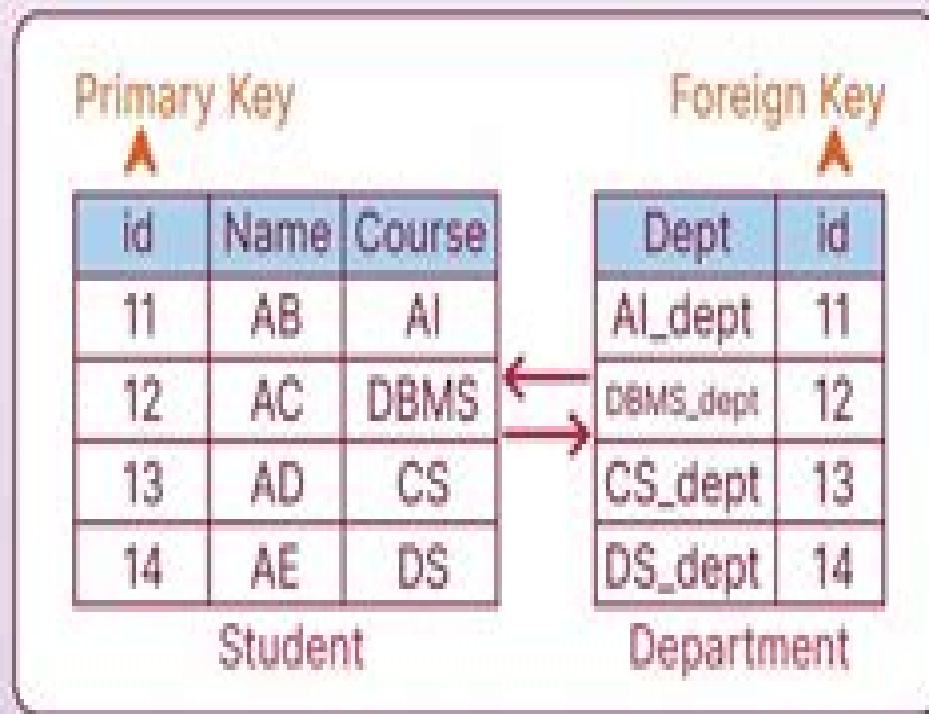 Primary Key
Foreign Key
id Name Course
11 AB AI
12 AC DBMS
13 AD CS
14 AE DS
Student
Dept id
AI_dept 11
DBMS_dept 12
CS_dept 13
DS_dept 14
Department